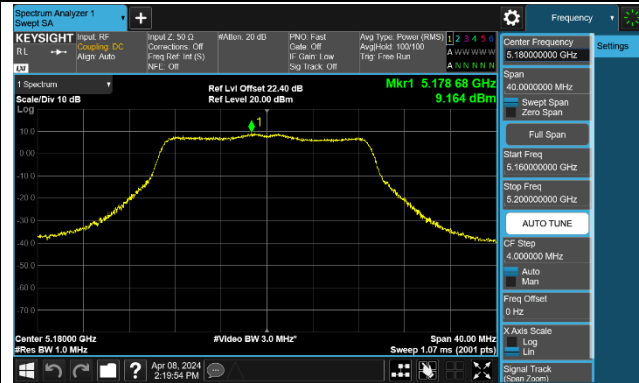 Spectrum Analyzer 1
Swept SA
+
Frequency
KEYSIGHT
RL
LXI
Input: RF
Coupling: DC
Align: Auto
Input Z: 50 Ω
Corrections: Off
Freq Ref: Int (S)
NFE: Off
#Atten: 20 dB
PNO: Fast
Gate: Off
IF Gain: Low
Sig Track: Off
Avg Type: Power (RMS)
Avg|Hold: 100/100
Trig: Free Run
1 2 3 4 5 6
A W W W W W
A N N N N N
Center Frequency
5.180000000 GHz
Settings
Span
40.0000000 MHz
Swept Span
Zero Span
Full Span
Start Freq
5.160000000 GHz
Stop Freq
5.200000000 GHz
AUTO TUNE
CF Step
4.000000 MHz
Auto
Man
Freq Offset
0 Hz
X Axis Scale
Log
Lin
Signal Track
(Span Zoom)
1 Spectrum
Scale/Div 10 dB
Log
Ref Lvl Offset 22.40 dB
Ref Level 20.00 dBm
Mkr1 5.178 68 GHz
9.164 dBm
1
10.0
0.00
-10.0
-20.0
-30.0
-40.0
-50.0
-60.0
-70.0
Center 5.18000 GHz
#Res BW 1.0 MHz
#Video BW 3.0 MHz*
Span 40.00 MHz
Sweep 1.07 ms (2001 pts)
?
Apr 08, 2024
2:19:54 PM